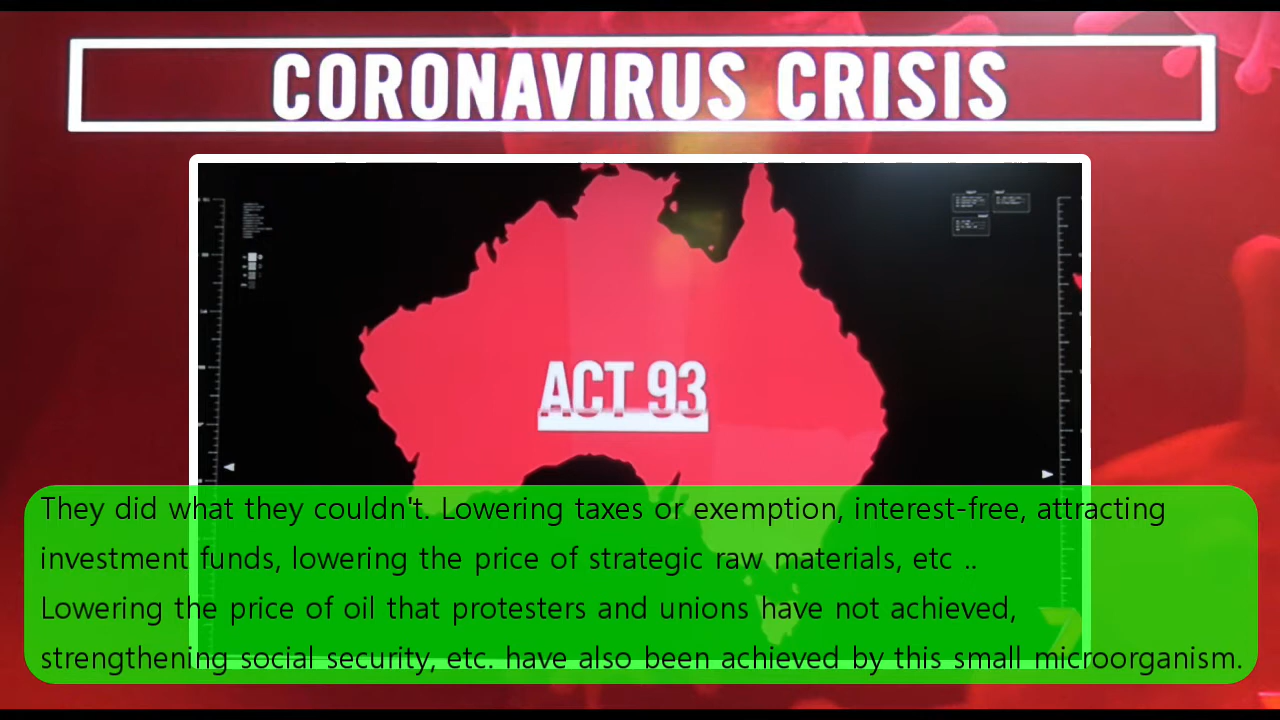 CORONAVIRUS CRISIS
ACT 93
They did what they couldn't. Lowering taxes or exemption, interest-free, attracting
investment funds, lowering the price of strategic raw materials, etc ..
Lowering the price of oil that protesters and unions have not achieved,
strengthening social security, etc. have also been achieved by this small microorganism.